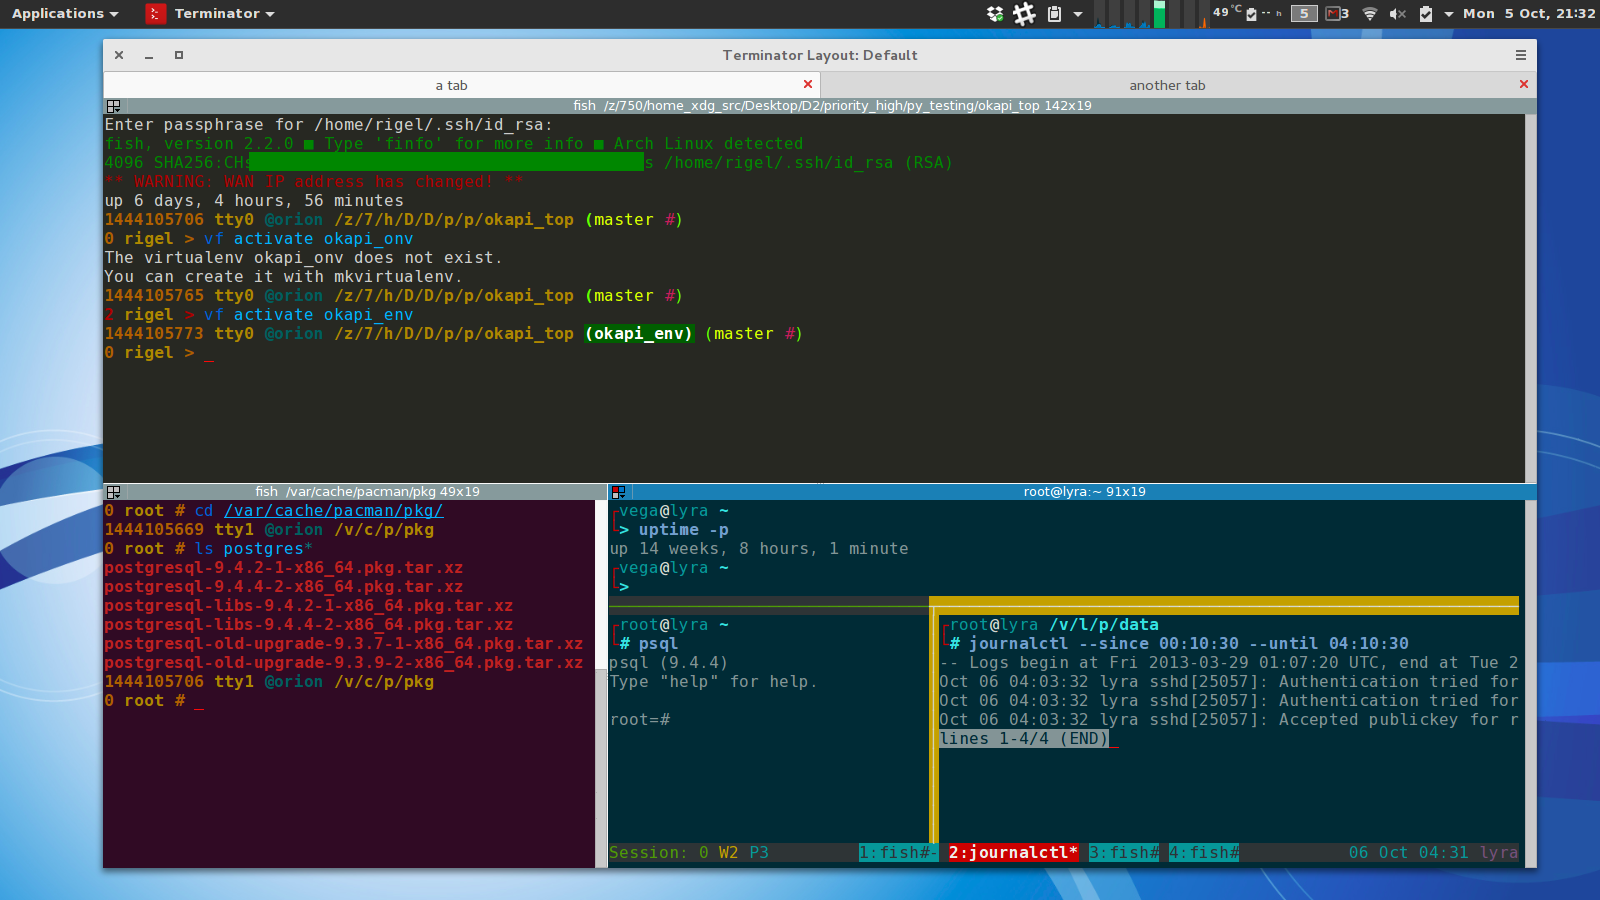 Applications Terminator 49 °C -- h 5 3 Mon 5 Oct, 21:32
Terminator Layout: Default
a tab
another tab
fish /z/750/home_xdg_src/Desktop/D2/priority_high/py_testing/okapi_top 142x19
Enter passphrase for /home/rigel/.ssh/id_rsa:
fish, version 2.2.0 ■ Type 'finfo' for more info ■ Arch Linux detected
4096 SHA256:CHs s /home/rigel/.ssh/id_rsa (RSA)
** WARNING: WAN IP address has changed! **
up 6 days, 4 hours, 56 minutes
1444105706 tty0 @orion /z/7/h/D/D/p/p/okapi_top (master #)
0 rigel > vf activate okapi_onv
The virtualenv okapi_onv does not exist.
You can create it with mkvirtualenv.
1444105765 tty0 @orion /z/7/h/D/D/p/p/okapi_top (master #)
2 rigel > vf activate okapi_env
1444105773 tty0 @orion /z/7/h/D/D/p/p/okapi_top (okapi_env) (master #)
0 rigel > _
fish /var/cache/pacman/pkg 49x19
0 root # cd /var/cache/pacman/pkg/
1444105669 tty1 @orion /v/c/p/pkg
0 root # ls postgres*
postgresql-9.4.2-1-x86_64.pkg.tar.xz
postgresql-9.4.4-2-x86_64.pkg.tar.xz
postgresql-libs-9.4.2-1-x86_64.pkg.tar.xz
postgresql-libs-9.4.4-2-x86_64.pkg.tar.xz
postgresql-old-upgrade-9.3.7-1-x86_64.pkg.tar.xz
postgresql-old-upgrade-9.3.9-2-x86_64.pkg.tar.xz
1444105706 tty1 @orion /v/c/p/pkg
0 root # _
root@lyra:~ 91x19
vega@lyra ~
> uptime -p
up 14 weeks, 8 hours, 1 minute
vega@lyra ~
>
root@lyra ~
# psql
psql (9.4.4)
Type "help" for help.
root=#
root@lyra /v/l/p/data
# journalctl --since 00:10:30 --until 04:10:30
-- Logs begin at Fri 2013-03-29 01:07:20 UTC, end at Tue 2
Oct 06 04:03:32 lyra sshd[25057]: Authentication tried for
Oct 06 04:03:32 lyra sshd[25057]: Authentication tried for
Oct 06 04:03:32 lyra sshd[25057]: Accepted publickey for r
lines 1-4/4 (END)_
Session: 0 W2 P3 1:fish#- 2:journalctl* 3:fish# 4:fish# 06 Oct 04:31 lyra